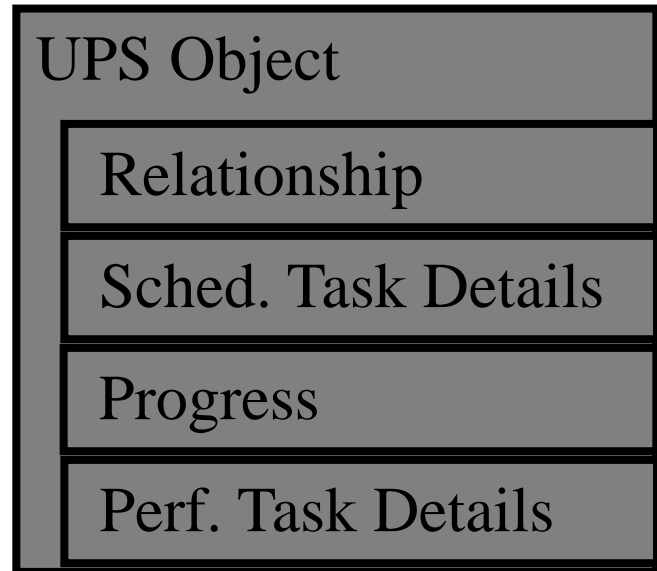 UPS Object
Relationship
Sched. Task Details
Progress
Perf. Task Details